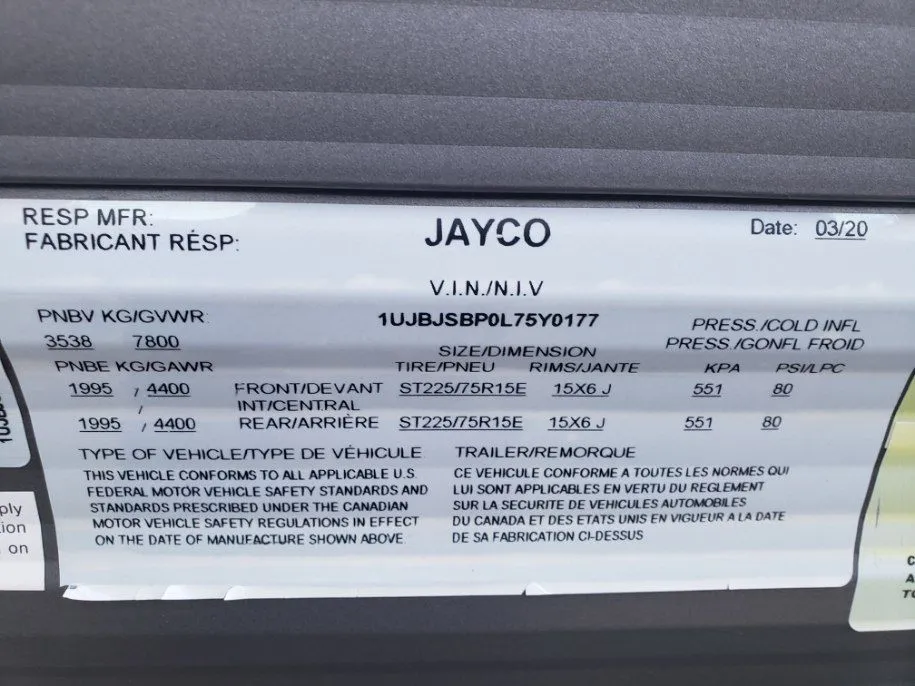 RESP MFR:
FABRICANT RÉSP:
JAYCO
Date: 03/20
V.I.N./N.I.V
1UJBJSBP0L75Y0177
PNBV KG/GVWR
3538 7800
PRESS./COLD INFL
PRESS./GONFL FROID
SIZE/DIMENSION
PNBE KG/GAWR TIRE/PNEU RIMS/JANTE KPA PSI/LPC
1995 / 4400 FRONT/DEVANT ST225/75R15E 15X6 J 551 80
/ INT/CENTRAL
1995 / 4400 REAR/ARRIÈRE ST225/75R15E 15X6 J 551 80
TYPE OF VEHICLE/TYPE DE VÉHICULE TRAILER/REMORQUE
THIS VEHICLE CONFORMS TO ALL APPLICABLE U.S
FEDERAL MOTOR VEHICLE SAFETY STANDARDS AND
STANDARDS PRESCRIBED UNDER THE CANADIAN
MOTOR VEHICLE SAFETY REGULATIONS IN EFFECT
ON THE DATE OF MANUFACTURE SHOWN ABOVE
CE VEHICULE CONFORME A TOUTES LES NORMES QUI
LUI SONT APPLICABLES EN VERTU DU REGLEMENT
SUR LA SECURITE DE VEHICULES AUTOMOBILES
DU CANADA ET DES ETATS UNIS EN VIGUEUR A LA DATE
DE SA FABRICATION CI-DESSUS
on